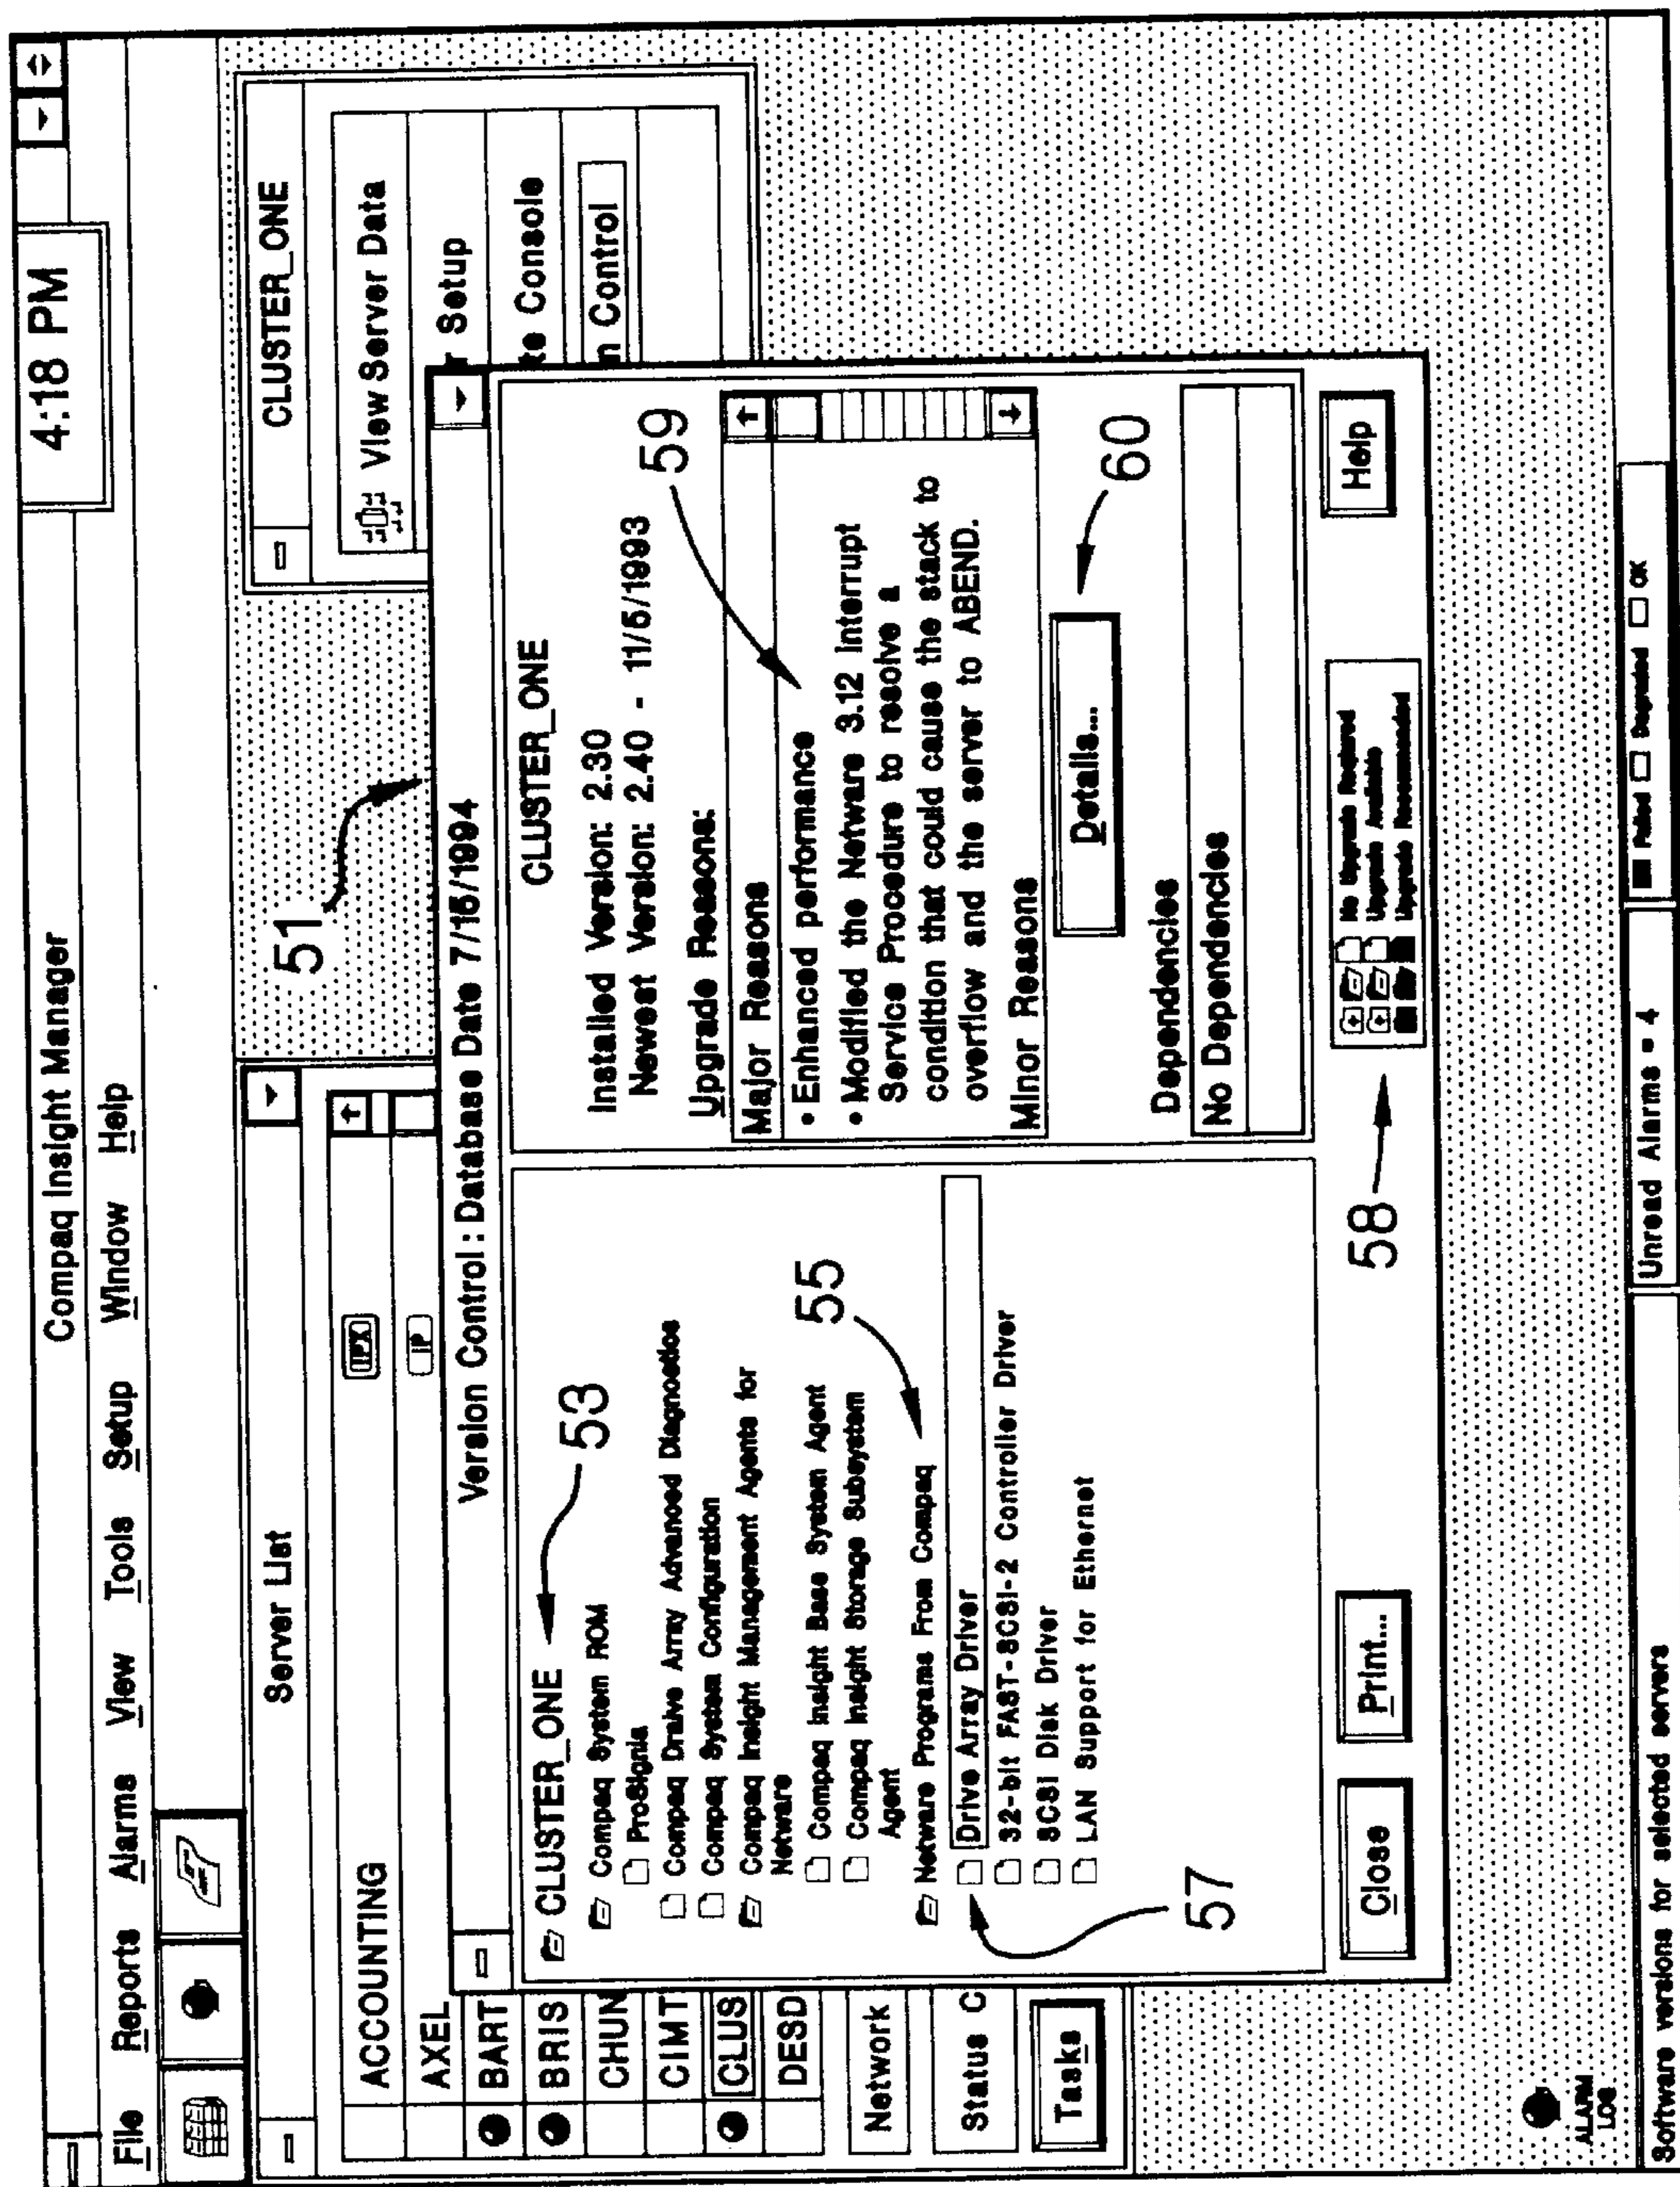 Compaq Insight Manager
4:18 PM
File Reports Alarms View Tools Setup Window Help
Server List
ACCOUNTING
IPX
AXEL
IP
BART
BRIS
CHUN
CIMT
CLUS
DESD
Network
Status C
Tasks
CLUSTER_ONE
View Server Data
r Setup
te Console
n Control
51
Version Control: Database Date 7/15/1994
CLUSTER_ONE
53
Compaq System ROM
ProSignia
Compaq Draive Array Advanced Diagnostics
Compaq System Configuration
Compaq Insight Management Agents for
Netware
Compaq Insight Base System Agent
Compaq Insight Storage Subsystem
Agent
55
Netware Programs From Compaq
Drive Array Driver
32-bit FAST-SCSI-2 Controller Driver
SCSI Disk Driver
LAN Support for Ethernet
57
CLUSTER_ONE
Installed Version: 2.30
Newest Version: 2.40 - 11/5/1993
Upgrade Reasons:
59
Major Reasons
• Enhanced performance
• Modified the Netware 3.12 Interrupt
Service Procedure to resolve a
condition that could cause the stack to
overflow and the server to ABEND.
Minor Reasons
Details...
60
Dependencies
No Dependencies
Close
Print...
58
No Upgrade Required
Upgrade Available
Upgrade Recommended
Help
ALARM
LOG
Software versions for selected servers
Unread Alarms = 4
Failed Degraded OK